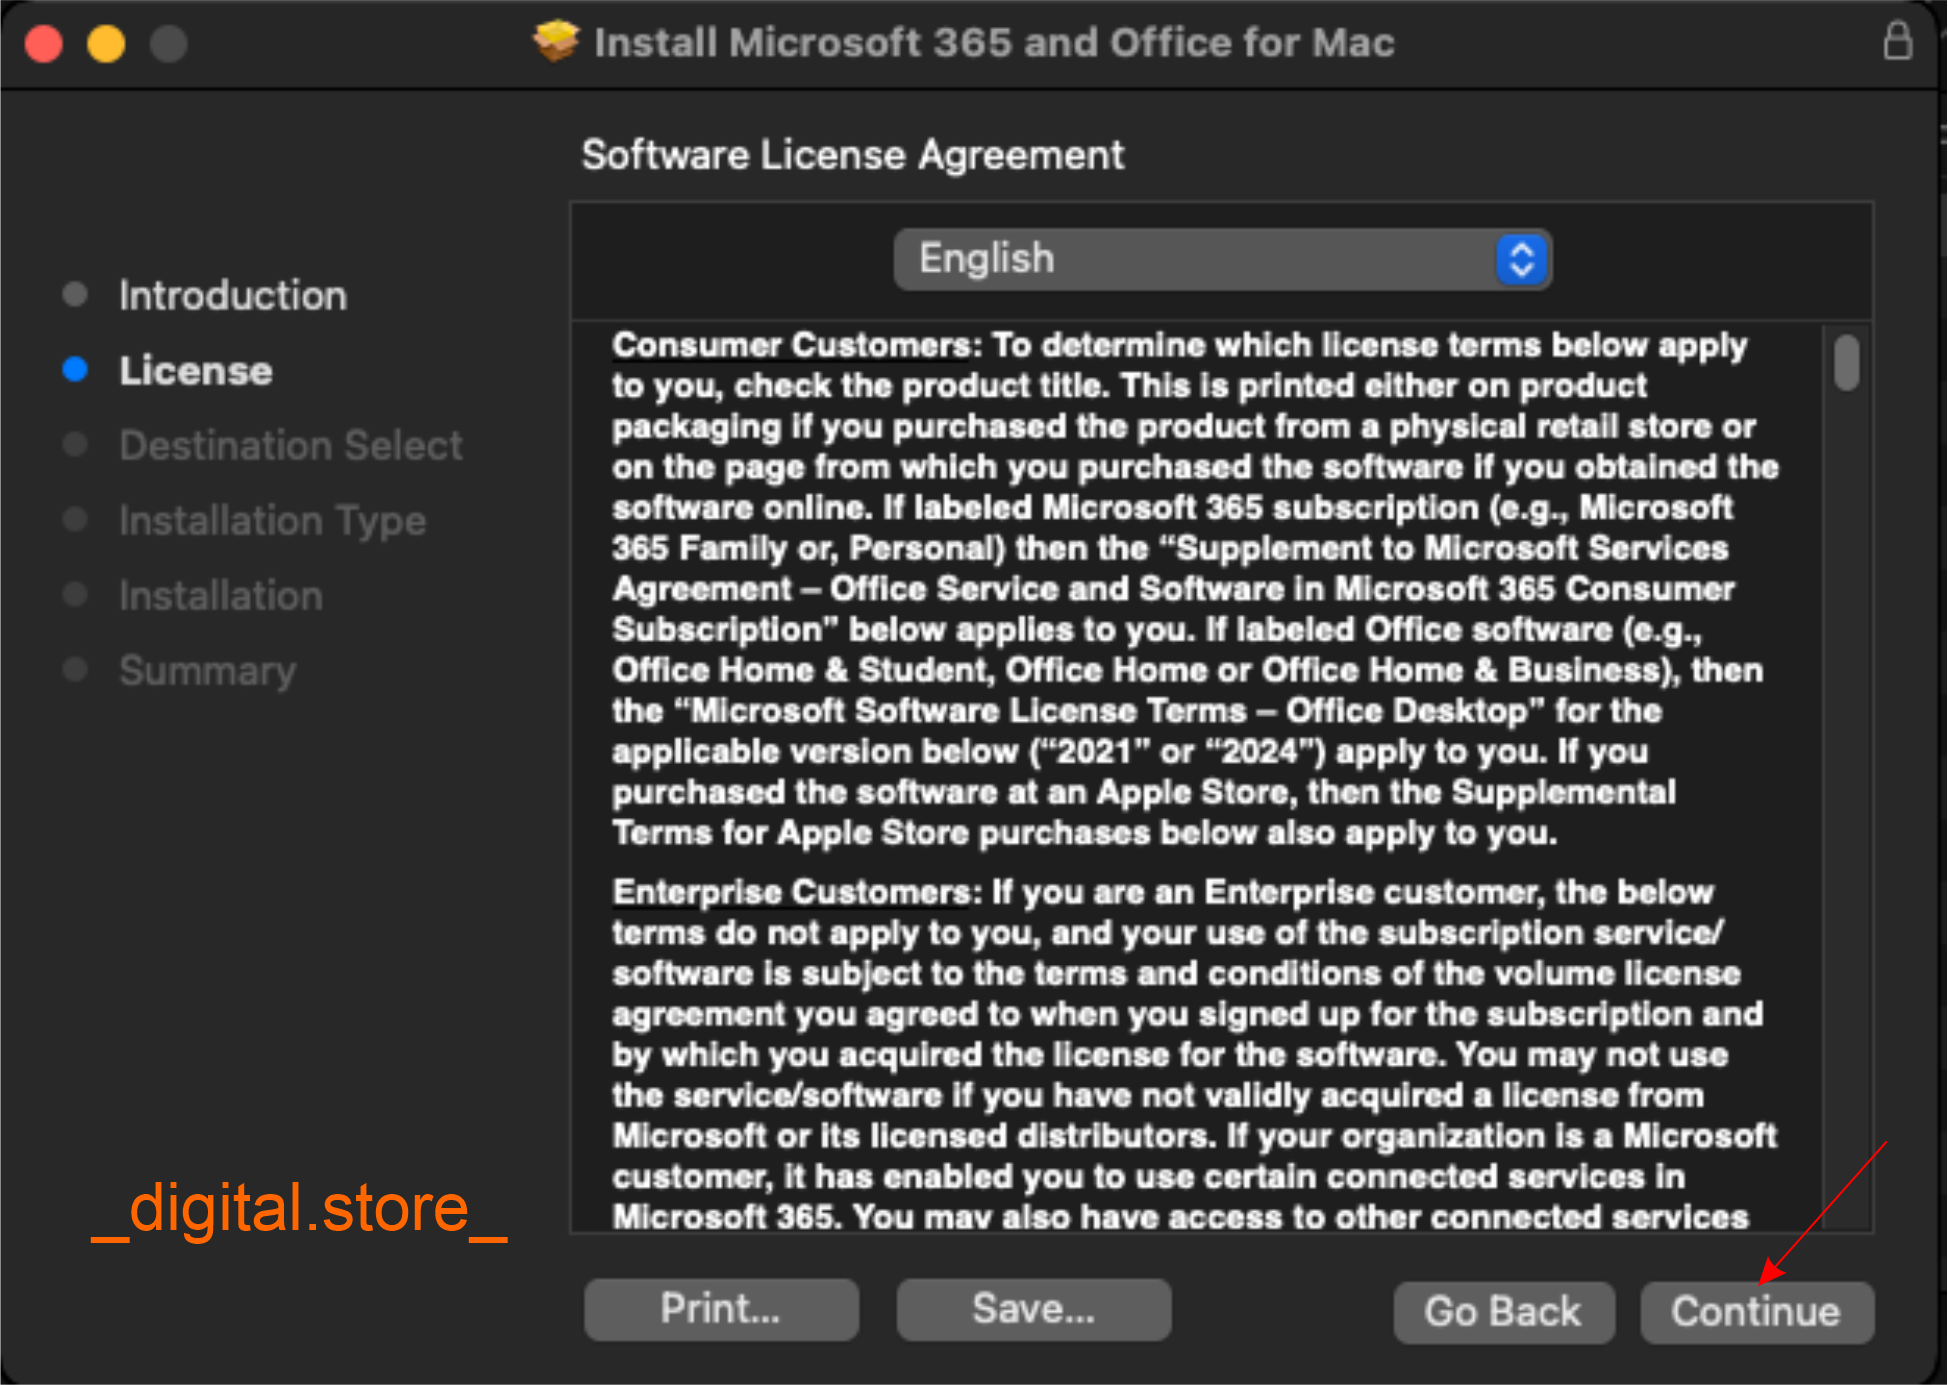 Install Microsoft 365 and Office for Mac
Software License Agreement
English
Introduction
License
Destination Select
Installation Type
Installation
Summary
Consumer Customers: To determine which license terms below apply
to you, check the product title. This is printed either on product
packaging if you purchased the product from a physical retail store or
on the page from which you purchased the software if you obtained the
software online. If labeled Microsoft 365 subscription (e.g., Microsoft
365 Family or, Personal) then the “Supplement to Microsoft Services
Agreement – Office Service and Software in Microsoft 365 Consumer
Subscription” below applies to you. If labeled Office software (e.g.,
Office Home & Student, Office Home or Office Home & Business), then
the “Microsoft Software License Terms – Office Desktop” for the
applicable version below (“2021” or “2024”) apply to you. If you
purchased the software at an Apple Store, then the Supplemental
Terms for Apple Store purchases below also apply to you.
Enterprise Customers: If you are an Enterprise customer, the below
terms do not apply to you, and your use of the subscription service/
software is subject to the terms and conditions of the volume license
agreement you agreed to when you signed up for the subscription and
by which you acquired the license for the software. You may not use
the service/software if you have not validly acquired a license from
Microsoft or its licensed distributors. If your organization is a Microsoft
customer, it has enabled you to use certain connected services in
Microsoft 365. You may also have access to other connected services
_digital.store_
Print...
Save...
Go Back
Continue